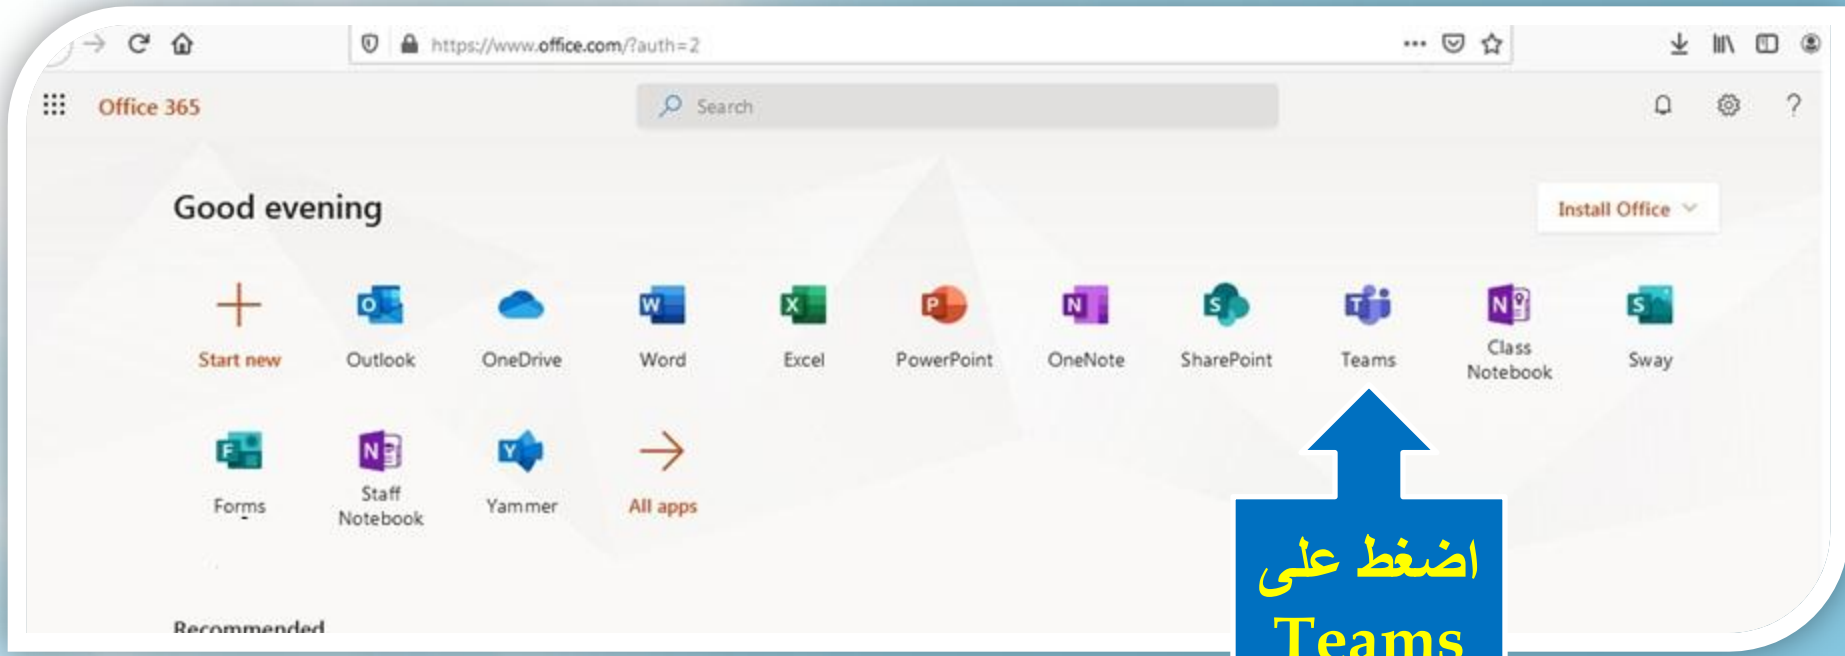 https://www.office.com/?auth=2
Office 365
Search
?
Good evening
Install Office
Start new
Outlook
OneDrive
Word
Excel
PowerPoint
OneNote
SharePoint
Teams
Class
Notebook
Sway
Forms
Staff
Notebook
Yammer
All apps
اضغط على
Teams
Recommended